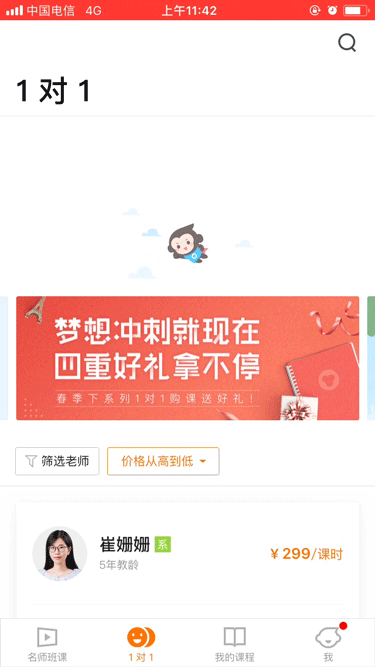 中国电信 4G 上午11:42
1 对 1
梦想冲刺就现在
四重好礼拿不停
春季下系列1对1购课送好礼！
筛选老师 价格从高到低
崔姗姗 系
5年教龄
¥ 299/课时
名师班课 1 对 1 我的课程 我